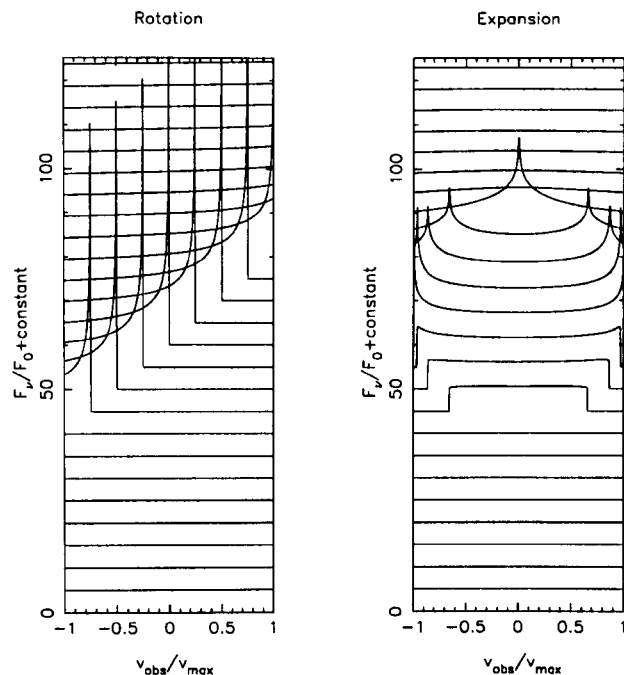 Rotation
Expansion
F_ν/F_0+constant
0
50
100
-1
-0.5
0
0.5
1
v_obs/v_max
F_ν/F_0+constant
0
50
100
-1
-0.5
0
0.5
1
v_obs/v_max